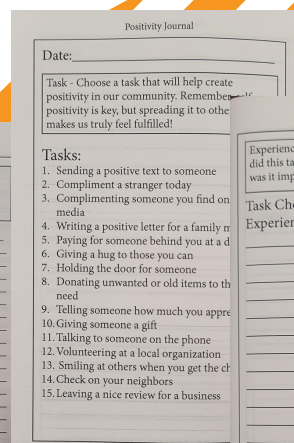 Positivity Journal
Date:
Task - Choose a task that will help create
positivity in our community. Remember
positivity is key, but spreading it to othe
makes us truly feel fulfilled!
Tasks:
1. Sending a positive text to someone
2. Compliment a stranger today
3. Complimenting someone you find on
media
4. Writing a positive letter for a family m
5. Paying for someone behind you at a d
6. Giving a hug to those you can
7. Holding the door for someone
8. Donating unwanted or old items to th
need
9. Telling someone how much you appre
10. Giving someone a gift
11. Talking to someone on the phone
12. Volunteering at a local organization
13. Smiling at others when you get the ch
14. Check on your neighbors
15. Leaving a nice review for a business
Experienc
did this ta
was it imp
Task Cho
Experien